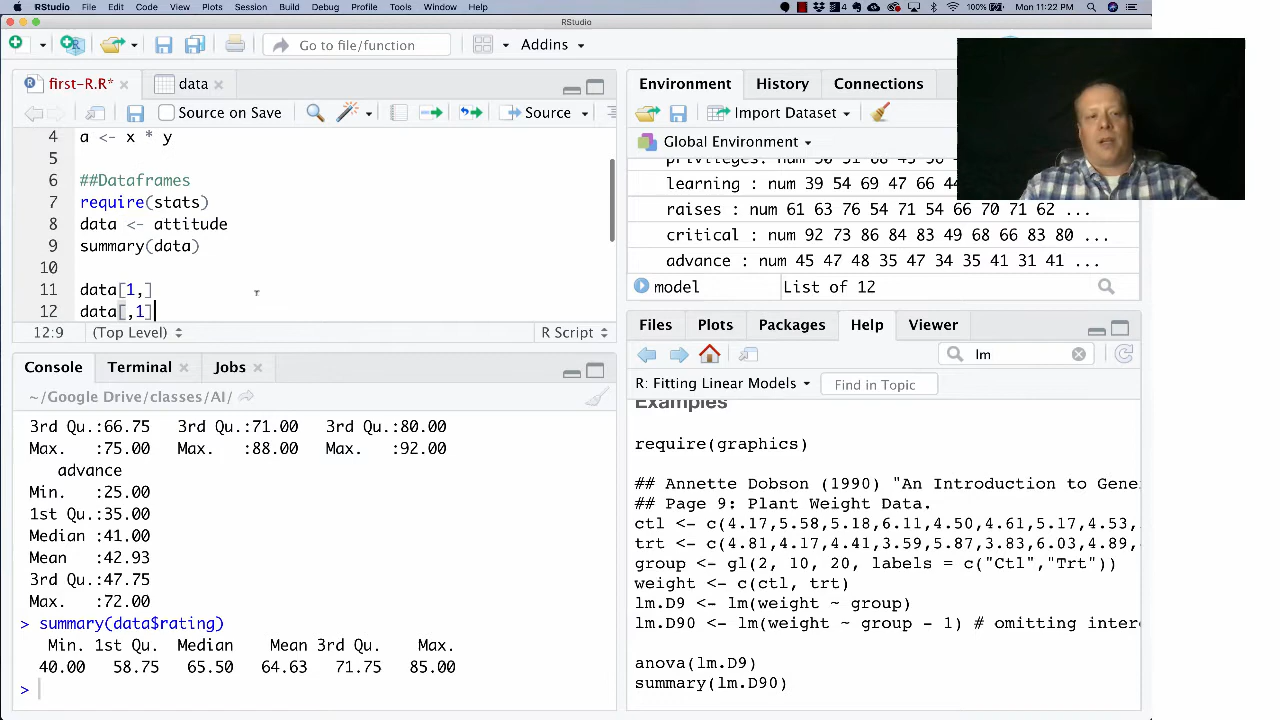 RStudio File Edit Code View Plots Session Build Debug Profile Tools Window Help 4 100% Mon 11:22 PM
RStudio
Go to file/function Addins
first-R.R* data
Source on Save Source
4 a <- x * y
5
6 ##Dataframes
7 require(stats)
8 data <- attitude
9 summary(data)
10
11 data[1,]
12 data[,1]
12:9 (Top Level) R Script
Console Terminal Jobs
~/Google Drive/classes/AI/
3rd Qu.:66.75 3rd Qu.:71.00 3rd Qu.:80.00
Max. :75.00 Max. :88.00 Max. :92.00
advance
Min. :25.00
1st Qu.:35.00
Median :41.00
Mean :42.93
3rd Qu.:47.75
Max. :72.00
> summary(data$rating)
Min. 1st Qu. Median Mean 3rd Qu. Max.
40.00 58.75 65.50 64.63 71.75 85.00
>
Environment History Connections
Import Dataset
Global Environment
learning : num 39 54 69 47 66 44
raises : num 61 63 76 54 71 54 66 70 71 62 ...
critical : num 92 73 86 84 83 49 68 66 83 80 ...
advance : num 45 47 48 35 47 34 35 41 31 41 ...
model List of 12
Files Plots Packages Help Viewer
lm
R: Fitting Linear Models Find in Topic
Examples
require(graphics)
## Annette Dobson (1990) "An Introduction to Gene
## Page 9: Plant Weight Data.
ctl <- c(4.17,5.58,5.18,6.11,4.50,4.61,5.17,4.53,
trt <- c(4.81,4.17,4.41,3.59,5.87,3.83,6.03,4.89,
group <- gl(2, 10, 20, labels = c("Ctl","Trt"))
weight <- c(ctl, trt)
lm.D9 <- lm(weight ~ group)
lm.D90 <- lm(weight ~ group - 1) # omitting inter
anova(lm.D9)
summary(lm.D90)